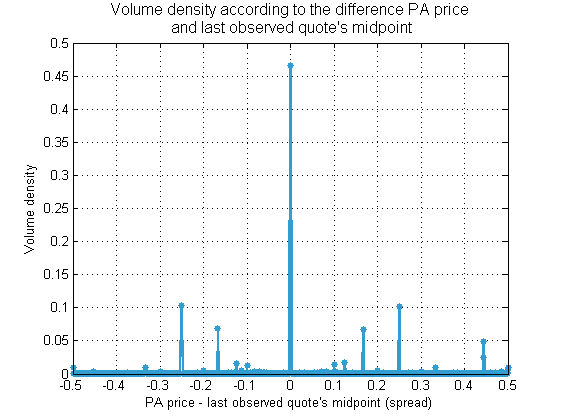 Volume density according to the difference PA price
and last observed quote's midpoint
0.5
0.45
0.4
0.35
0.3
0.25
0.2
0.15
0.1
0.05
0
Volume density
-0.5 -0.4 -0.3 -0.2 -0.1 0 0.1 0.2 0.3 0.4 0.5
PA price - last observed quote's midpoint (spread)